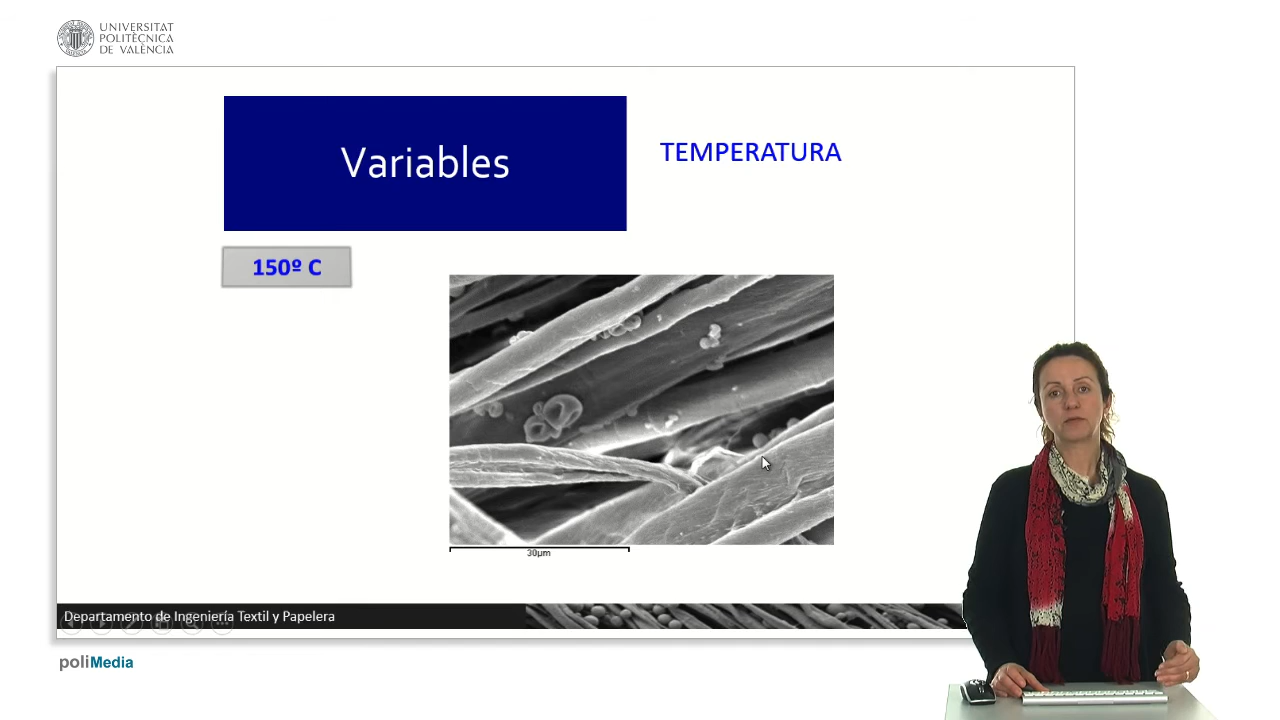 UNIVERSITAT
POLITÈCNICA
DE VALÈNCIA
Variables
TEMPERATURA
150º C
30µm
Departamento de Ingeniería Textil y Papelera
poliMedia